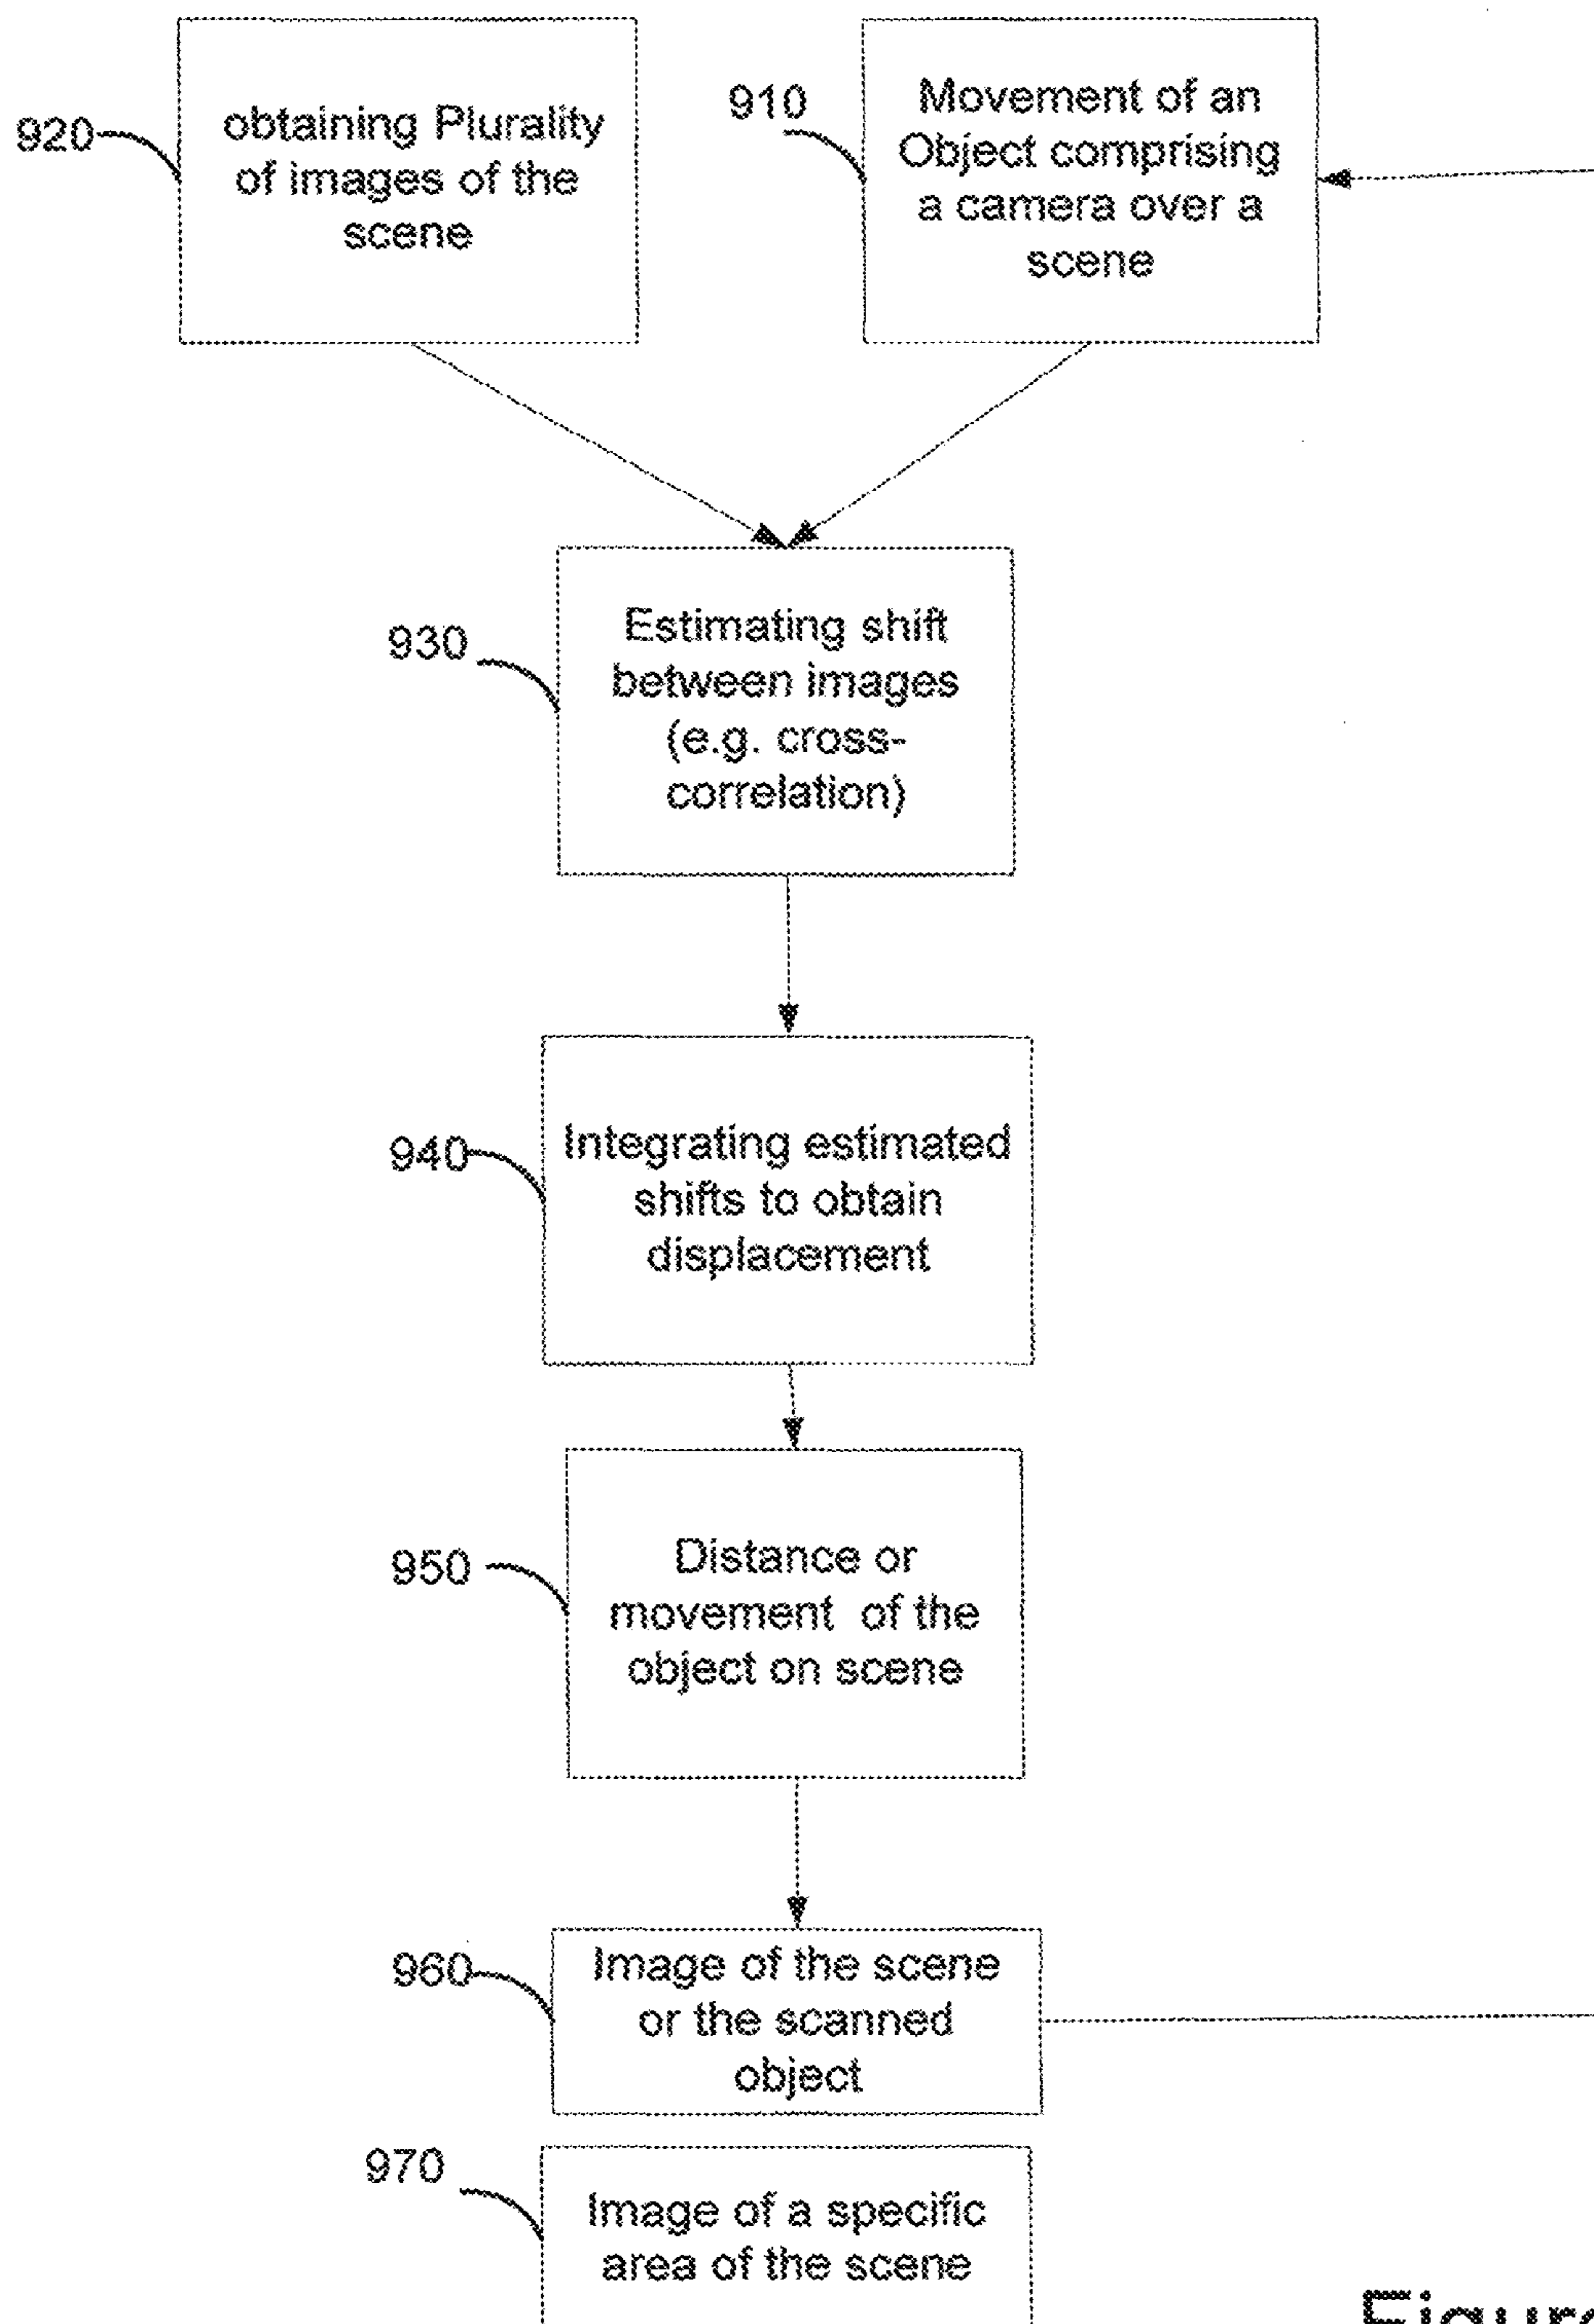 920
obtaining Plurality
of images of the
scene
910
Movement of an
Object comprising
a camera over a
scene
930
Estimating shift
between images
(e.g. cross-
correlation)
940
Integrating estimated
shifts to obtain
displacement
950
Distance or
movement of the
object on scene
960
Image of the scene
or the scanned
object
970
Image of a specific
area of the scene
Figure